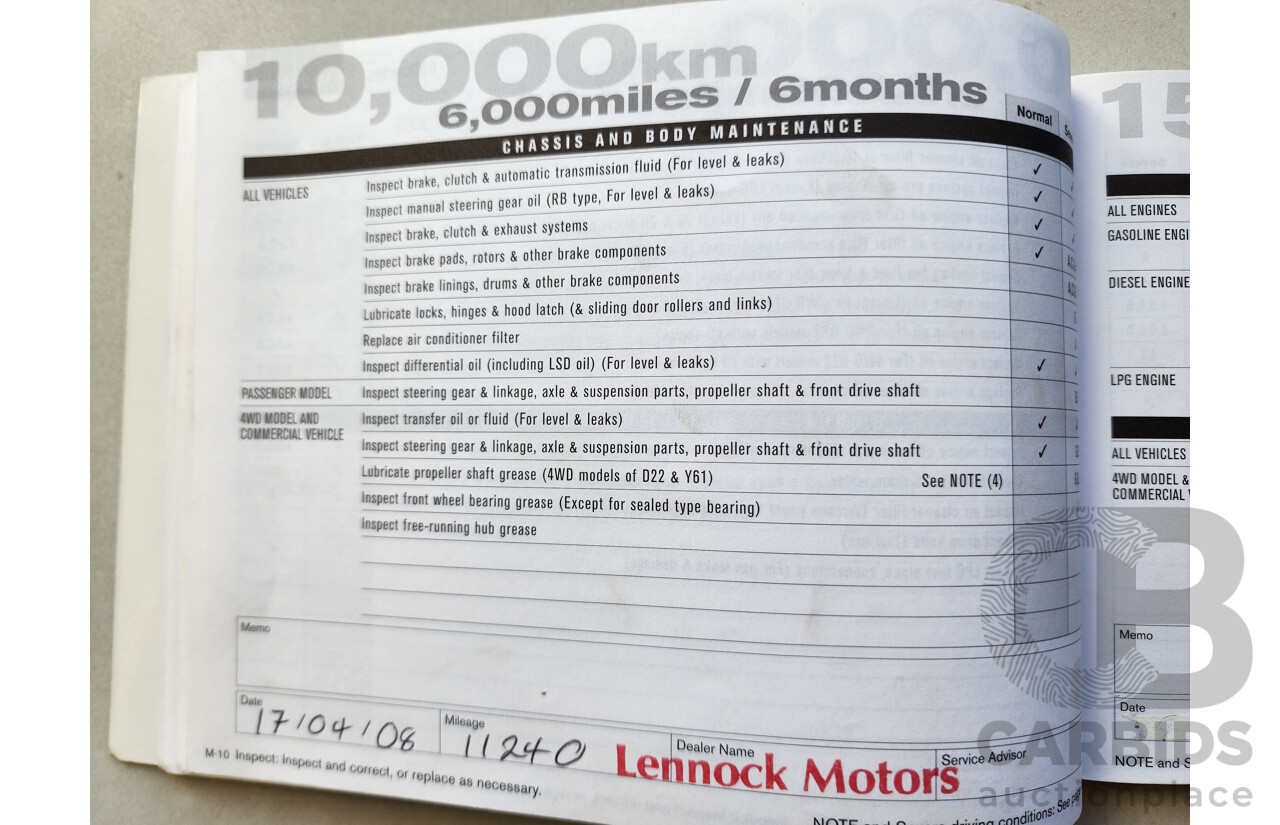 10,000km
6,000miles / 6months
CHASSIS AND BODY MAINTENANCE
Normal
ALL VEHICLES
Inspect brake, clutch & automatic transmission fluid (For level & leaks) ✓
Inspect manual steering gear oil (RB type, For level & leaks) ✓
Inspect brake, clutch & exhaust systems ✓
Inspect brake pads, rotors & other brake components ✓
Inspect brake linings, drums & other brake components
Lubricate locks, hinges & hood latch (& sliding door rollers and links)
Replace air conditioner filter
Inspect differential oil (including LSD oil) (For level & leaks) ✓
PASSENGER MODEL Inspect steering gear & linkage, axle & suspension parts, propeller shaft & front drive shaft
4WD MODEL AND
COMMERCIAL VEHICLE
Inspect transfer oil or fluid (For level & leaks) ✓
Inspect steering gear & linkage, axle & suspension parts, propeller shaft & front drive shaft ✓
Lubricate propeller shaft grease (4WD models of D22 & Y61) See NOTE (4)
Inspect front wheel bearing grease (Except for sealed type bearing)
Inspect free-running hub grease
Memo
Date
17/04/08
Mileage
11240
Dealer Name
Lennock Motors
Service Advisor
M-10 Inspect: Inspect and correct, or replace as necessary.
driving conditions: See
15
ALL ENGINES
GASOLINE ENGI
DIESEL ENGINE
LPG ENGINE
ALL VEHICLES
4WD MODEL &
COMMERCIAL
Memo
Date
NOTE and S
CB
CARBIDS
auctionplace